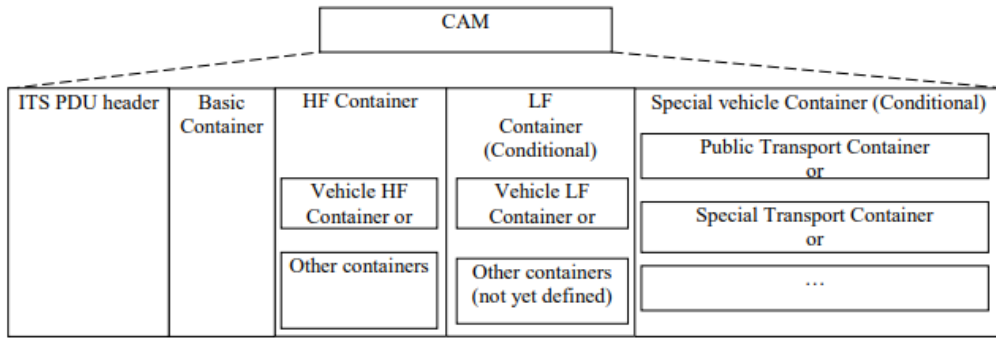 CAM
ITS PDU header
Basic
Container
HF Container
Vehicle HF
Container or
Other containers
LF
Container
(Conditional)
Vehicle LF
Container or
Other containers
(not yet defined)
Special vehicle Container (Conditional)
Public Transport Container
or
Special Transport Container
or
…